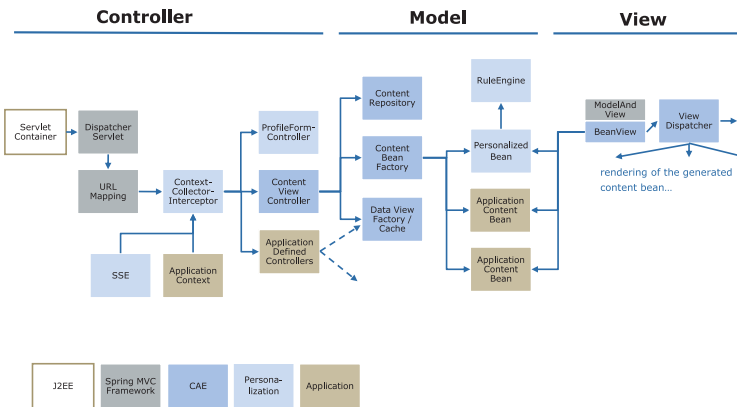 Controller
Model
View
Servlet
Container
Dispatcher
Servlet
URL
Mapping
Context-
Collector-
Interceptor
SSE
Application
Context
ProfileForm-
Controller
Content
View
Controller
Application
Defined
Controllers
Content
Repository
Content
Bean
Factory
Data View
Factory /
Cache
RuleEngine
Personalized
Bean
Application
Content
Bean
Application
Content
Bean
ModelAnd
View
BeanView
View
Dispatcher
rendering of the generated
content bean...
J2EE
Spring MVC
Framework
CAE
Persona-
lization
Application